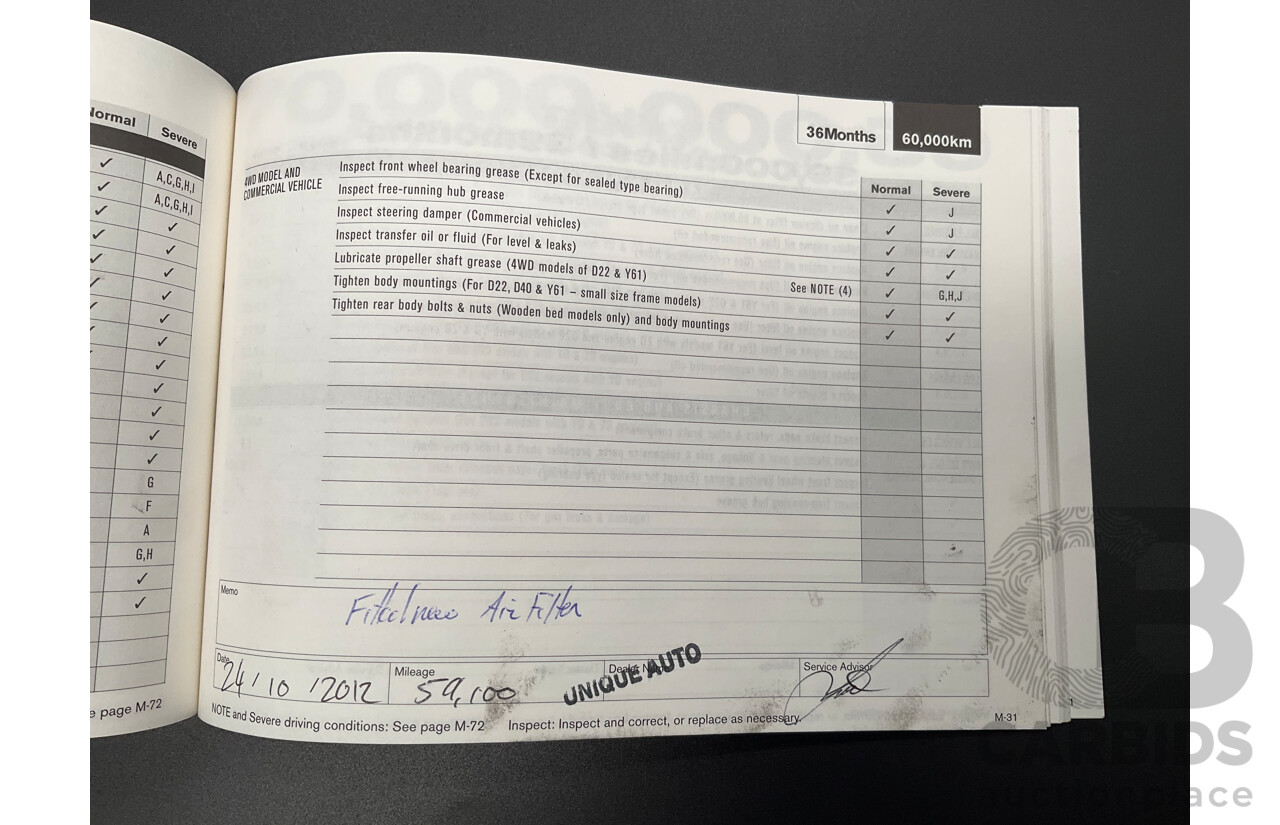 Normal Severe
✓ A,C,G,H,I
✓ A,C,G,H,I
✓ ✓
✓ ✓
✓ ✓
✓ ✓
✓ ✓
✓
✓
✓
✓
✓
✓
G
F
A
G,H
✓
✓
page M-72
36Months 60,000km
Normal Severe
4WD MODEL AND
COMMERCIAL VEHICLE
Inspect front wheel bearing grease (Except for sealed type bearing) ✓ J
Inspect free-running hub grease ✓ J
Inspect steering damper (Commercial vehicles) ✓ ✓
Inspect transfer oil or fluid (For level & leaks) ✓ ✓
Lubricate propeller shaft grease (4WD models of D22 & Y61) See NOTE (4) ✓ G,H,J
Tighten body mountings (For D22, D40 & Y61 – small size frame models) ✓ ✓
Tighten rear body bolts & nuts (Wooden bed models only) and body mountings ✓ ✓
Memo
Fitted new Air Filter
Date Mileage Dealer Service Advisor
24/10/2012 59,100 UNIQUE AUTO
NOTE and Severe driving conditions: See page M-72 Inspect: Inspect and correct, or replace as necessary.
M-31
1
CARBIDS
auctionplace